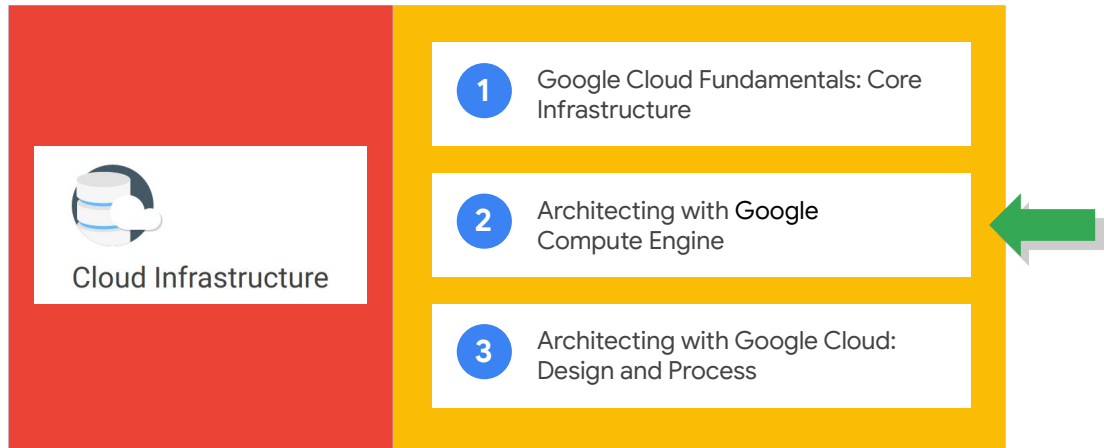 Cloud Infrastructure
1
Google Cloud Fundamentals: Core
Infrastructure
2
Architecting with Google
Compute Engine
3
Architecting with Google Cloud:
Design and Process